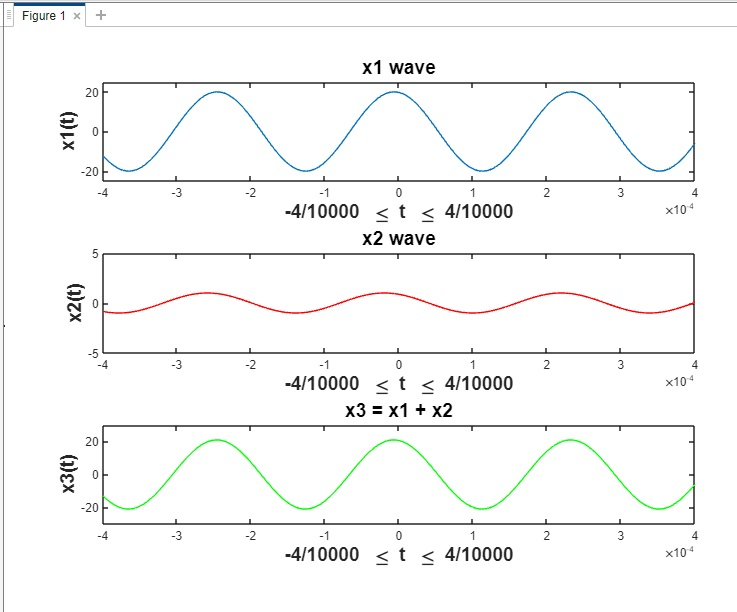 Figure 1 × +
x1 wave
x1(t)
20
0
-20
-4 -3 -2 -1 0 1 2 3 4
×10⁻⁴
-4/10000 ≤ t ≤ 4/10000
x2 wave
x2(t)
5
0
-5
-4 -3 -2 -1 0 1 2 3 4
×10⁻⁴
-4/10000 ≤ t ≤ 4/10000
x3 = x1 + x2
x3(t)
20
0
-20
-4 -3 -2 -1 0 1 2 3 4
×10⁻⁴
-4/10000 ≤ t ≤ 4/10000